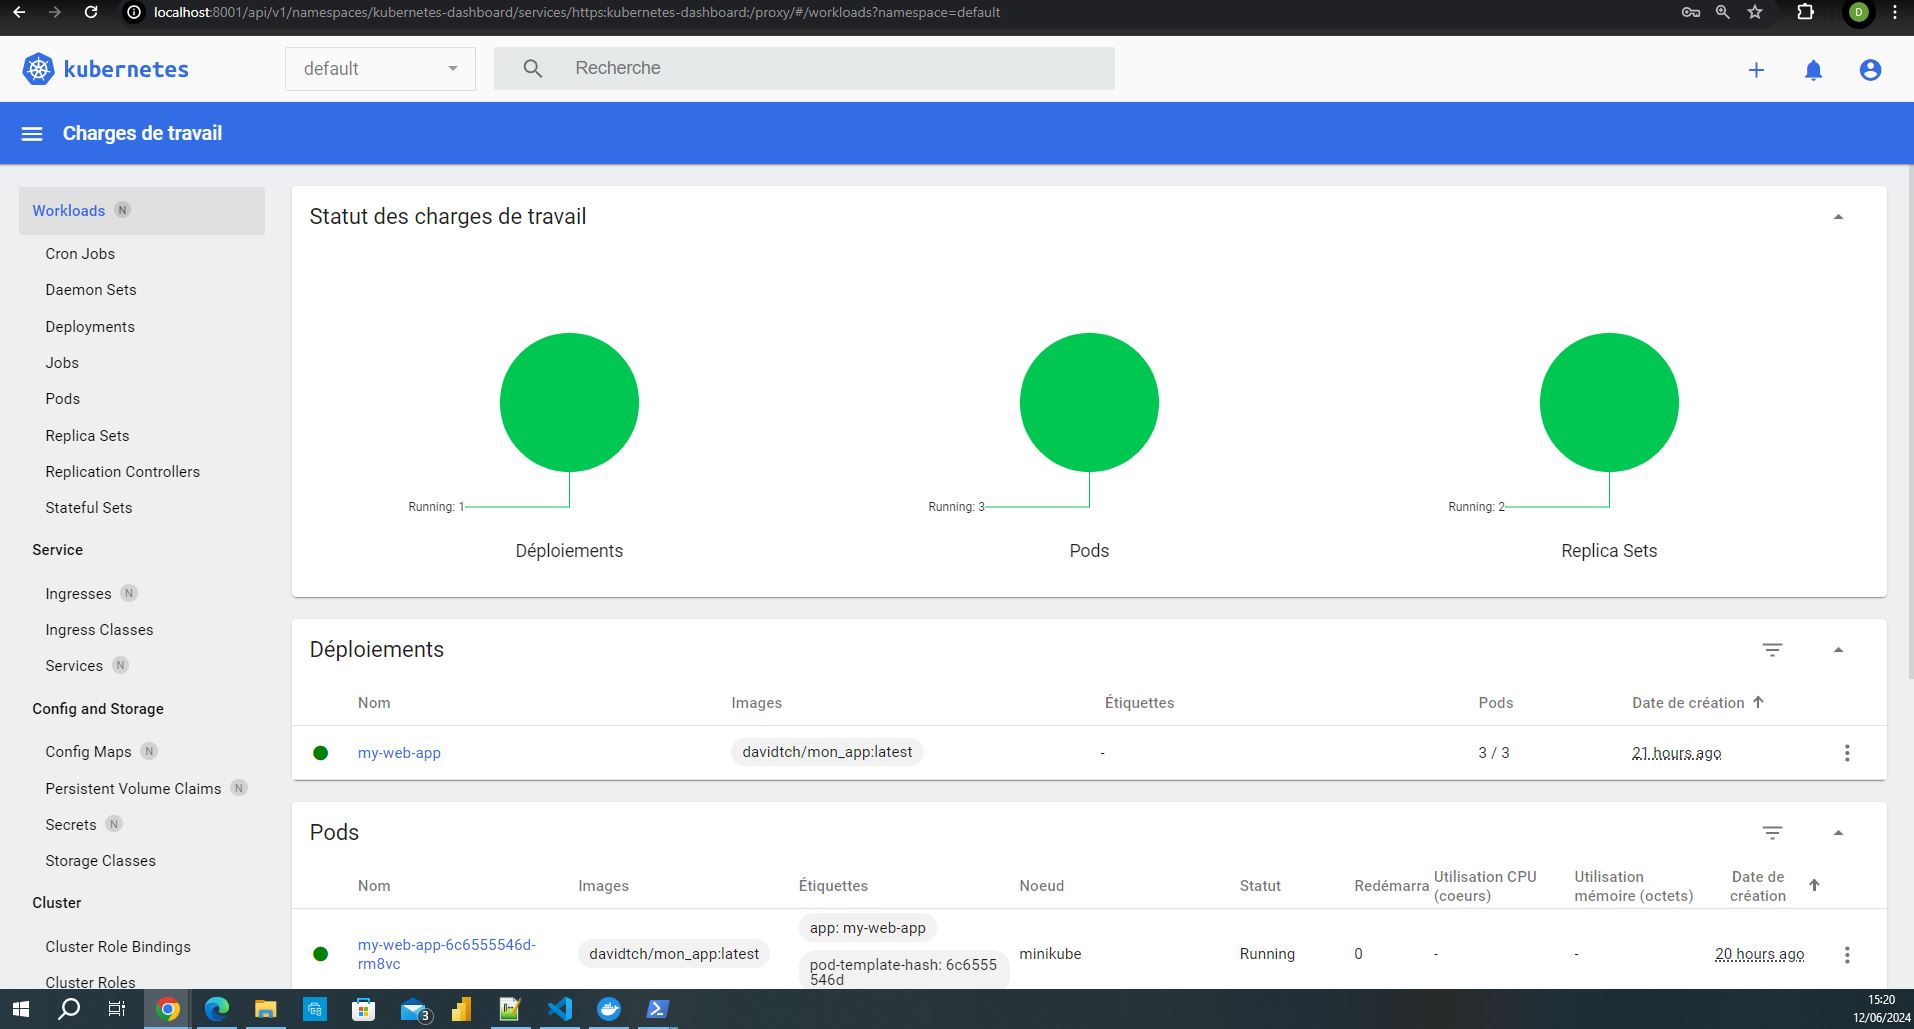 localhost:8001/api/v1/namespaces/kubernetes-dashboard/services/https:kubernetes-dashboard:/proxy/#/workloads?namespace=default
D
kubernetes
default
Recherche
Charges de travail
Workloads N
Cron Jobs
Daemon Sets
Deployments
Jobs
Pods
Replica Sets
Replication Controllers
Stateful Sets
Service
Ingresses N
Ingress Classes
Services N
Config and Storage
Config Maps N
Persistent Volume Claims N
Secrets N
Storage Classes
Cluster
Cluster Role Bindings
Cluster Roles
Statut des charges de travail
Running: 1
Déploiements
Running: 3
Pods
Running: 2
Replica Sets
Déploiements
Nom Images Étiquettes Pods Date de création
my-web-app davidtch/mon_app:latest - 3 / 3 21 hours ago
Pods
Nom Images Étiquettes Noeud Statut Redémarra Utilisation CPU (coeurs) Utilisation mémoire (octets) Date de création
my-web-app-6c6555546d-
rm8vc
davidtch/mon_app:latest
app: my-web-app
pod-template-hash: 6c6555
546d
minikube Running 0 - - 20 hours ago
3
15:20
12/06/2024